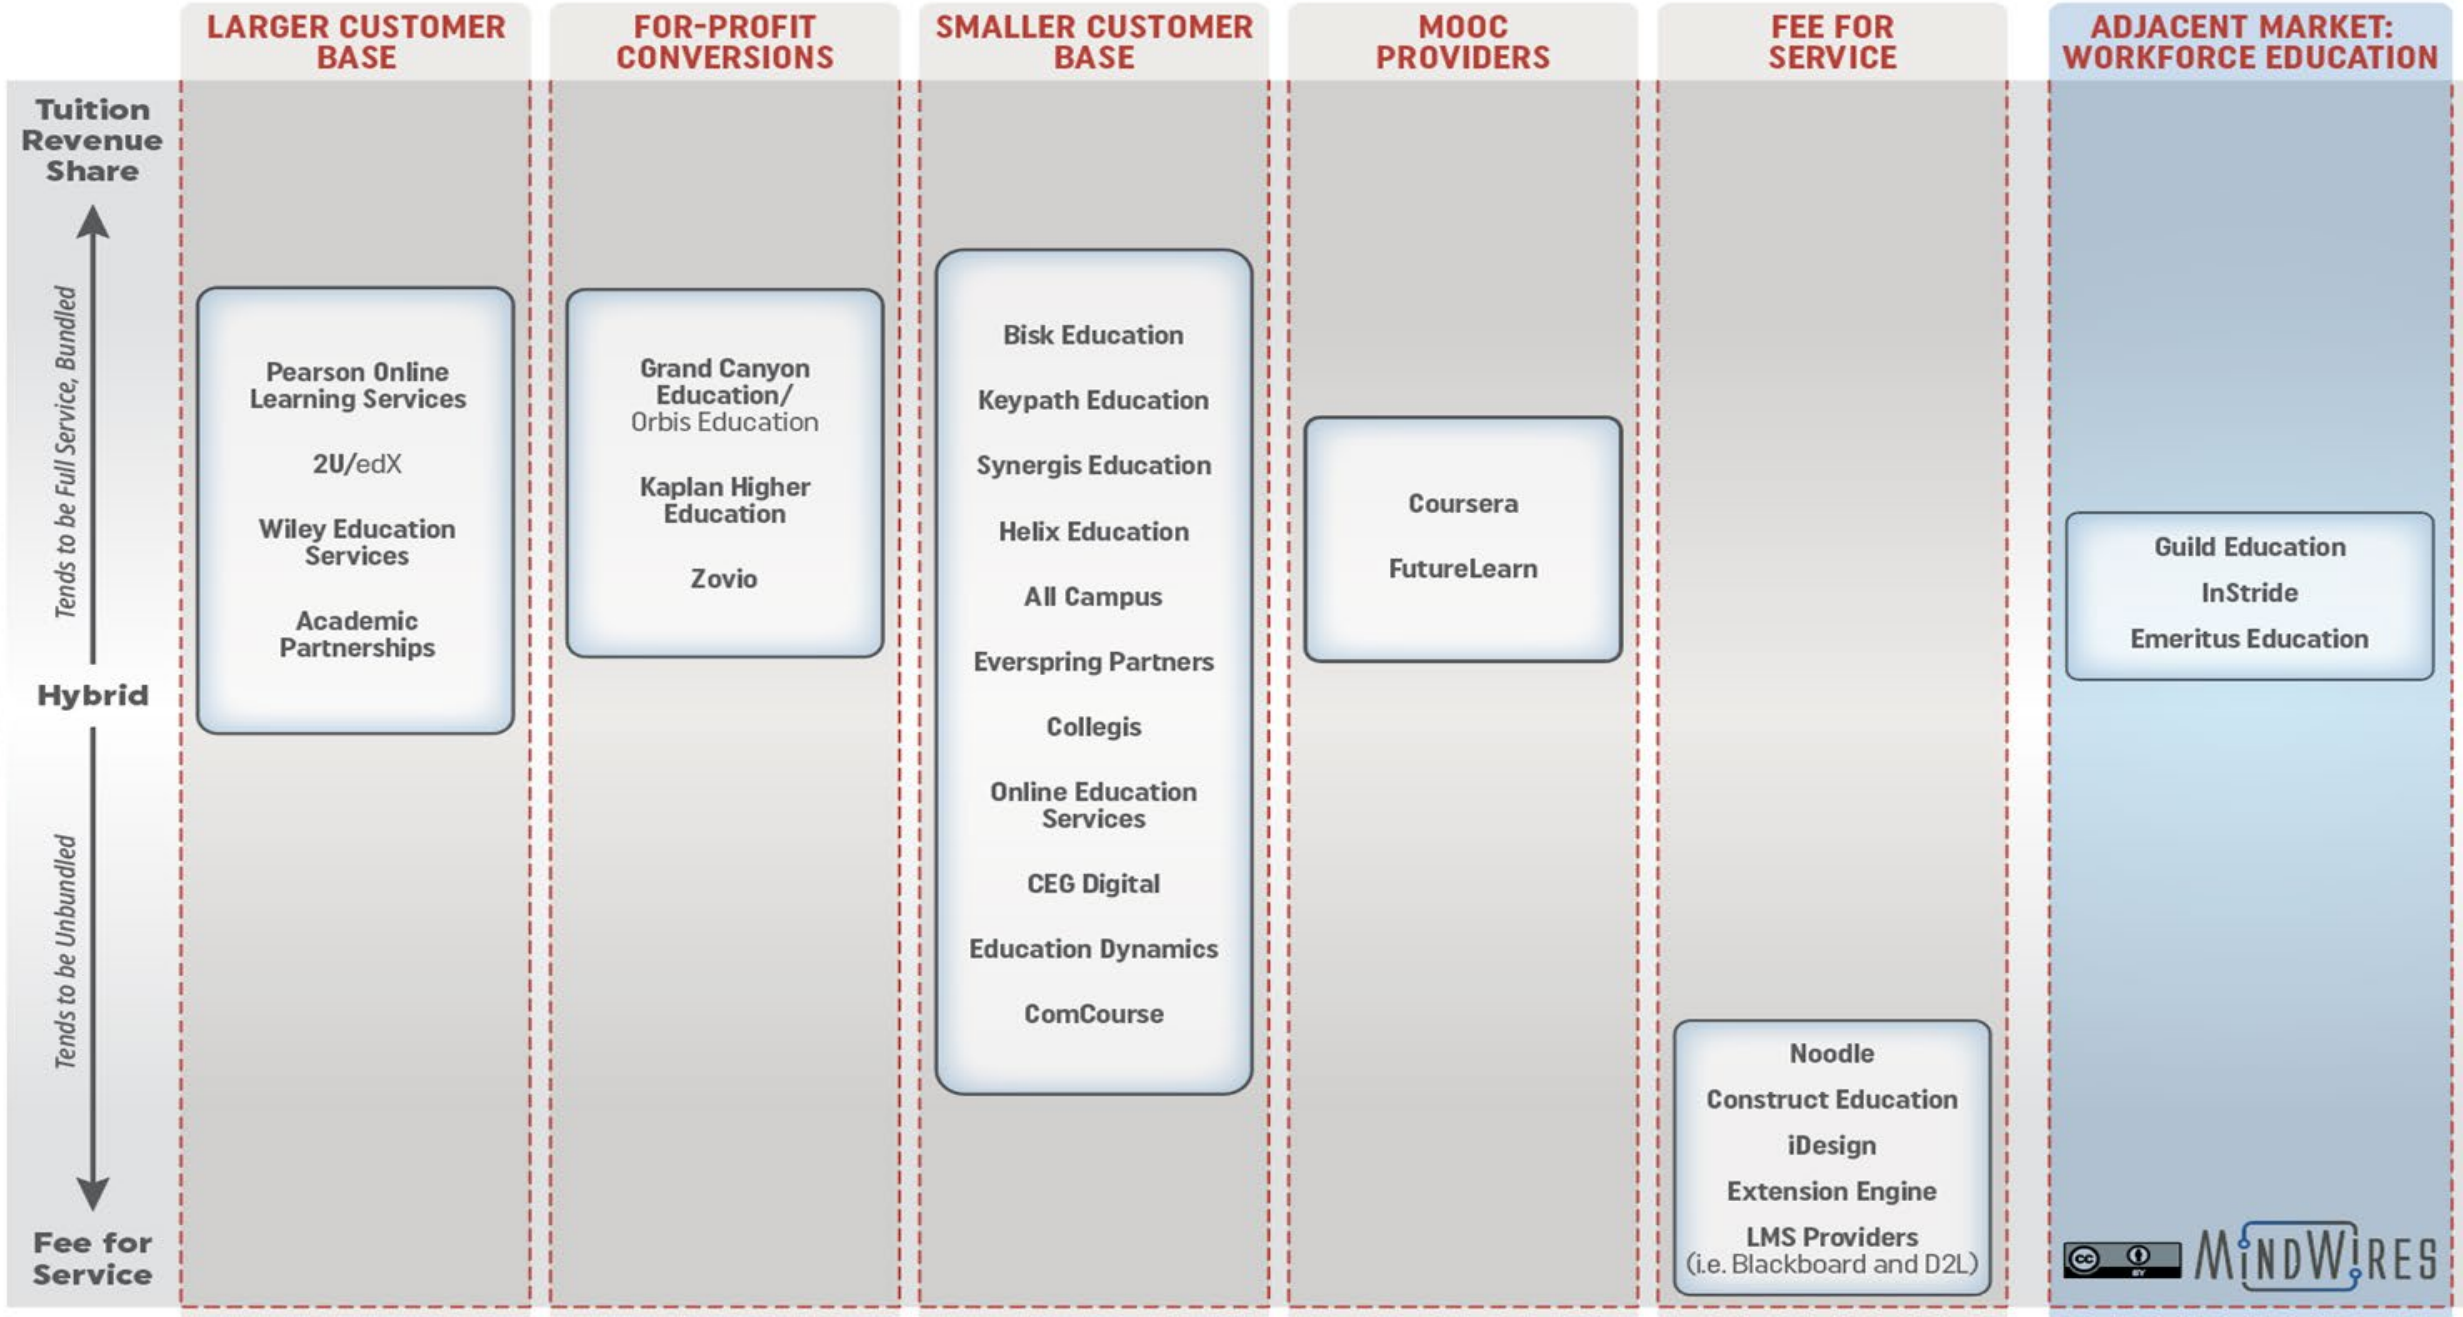 LARGER CUSTOMER
BASE
FOR-PROFIT
CONVERSIONS
SMALLER CUSTOMER
BASE
MOOC
PROVIDERS
FEE FOR
SERVICE
ADJACENT MARKET:
WORKFORCE EDUCATION
Tuition
Revenue
Share
Tends to be Full Service, Bundled
Hybrid
Tends to be Unbundled
Fee for
Service
Pearson Online
Learning Services
2U/edX
Wiley Education
Services
Academic
Partnerships
Grand Canyon
Education/
Orbis Education
Kaplan Higher
Education
Zovio
Bisk Education
Keypath Education
Synergis Education
Helix Education
All Campus
Everspring Partners
Collegis
Online Education
Services
CEG Digital
Education Dynamics
ComCourse
Coursera
FutureLearn
Noodle
Construct Education
iDesign
Extension Engine
LMS Providers
(i.e. Blackboard and D2L)
Guild Education
InStride
Emeritus Education
cc
BY
MiNDWiRES